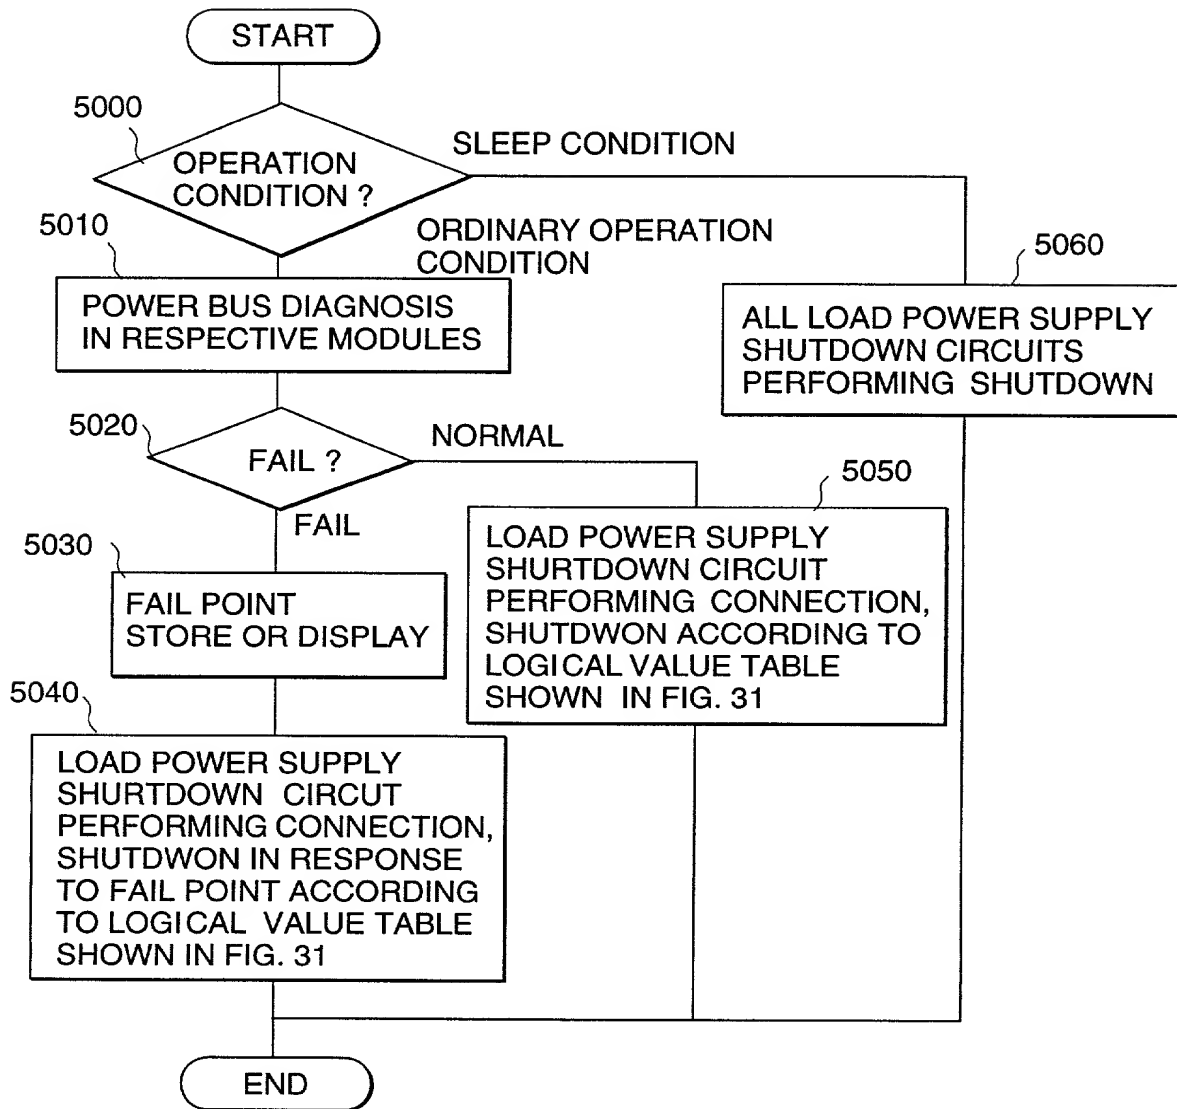 START
5000
OPERATION
CONDITION ?
SLEEP CONDITION
ORDINARY OPERATION
CONDITION
5010
POWER BUS DIAGNOSIS
IN RESPECTIVE MODULES
5060
ALL LOAD POWER SUPPLY
SHUTDOWN CIRCUITS
PERFORMING SHUTDOWN
5020
FAIL ?
NORMAL
FAIL
5050
LOAD POWER SUPPLY
SHURTDOWN CIRCUIT
PERFORMING CONNECTION,
SHUTDWON ACCORDING TO
LOGICAL VALUE TABLE
SHOWN IN FIG. 31
5030
FAIL POINT
STORE OR DISPLAY
5040
LOAD POWER SUPPLY
SHURTDOWN CIRCUT
PERFORMING CONNECTION,
SHUTDWON IN RESPONSE
TO FAIL POINT ACCORDING
TO LOGICAL VALUE TABLE
SHOWN IN FIG. 31
END